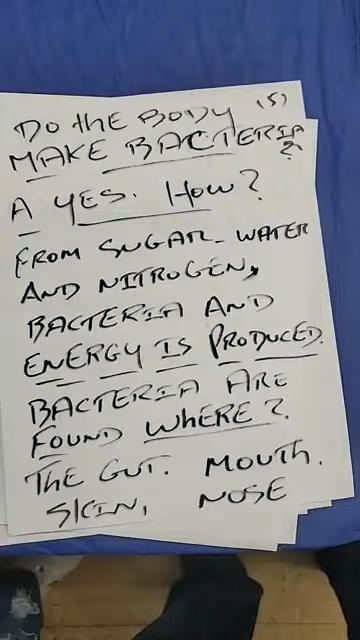 DO the BODY (5)
MAKE BACTERIA?
A YES. HOW?
FROM SUGAR_ WATER
AND NITROGEN,
BACTERIA AND
ENERGY IS PRODUCED.
BACTERIA ARE
FOUND WHERE?.
THE GUT. MOUTH.
SKIN, NOSE